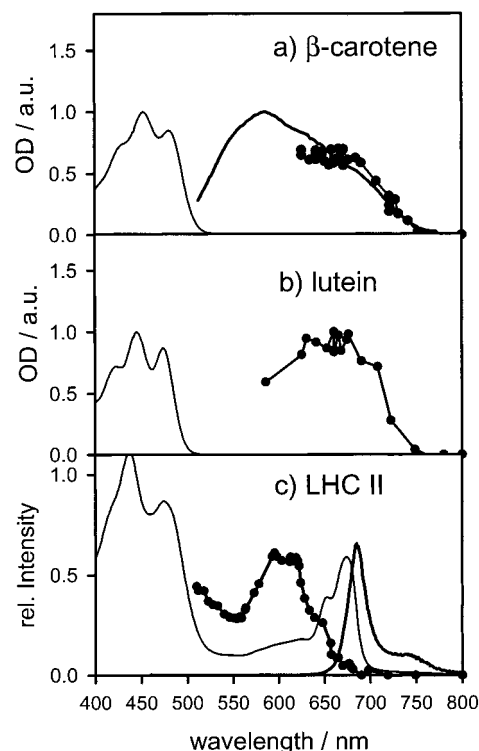 a) β-carotene
OD / a.u.
1.5
1.0
0.5
0.0
b) lutein
OD / a.u.
1.5
1.0
0.5
0.0
c) LHC II
rel. Intensity
1.0
0.5
0.0
400 450 500 550 600 650 700 750 800
wavelength / nm